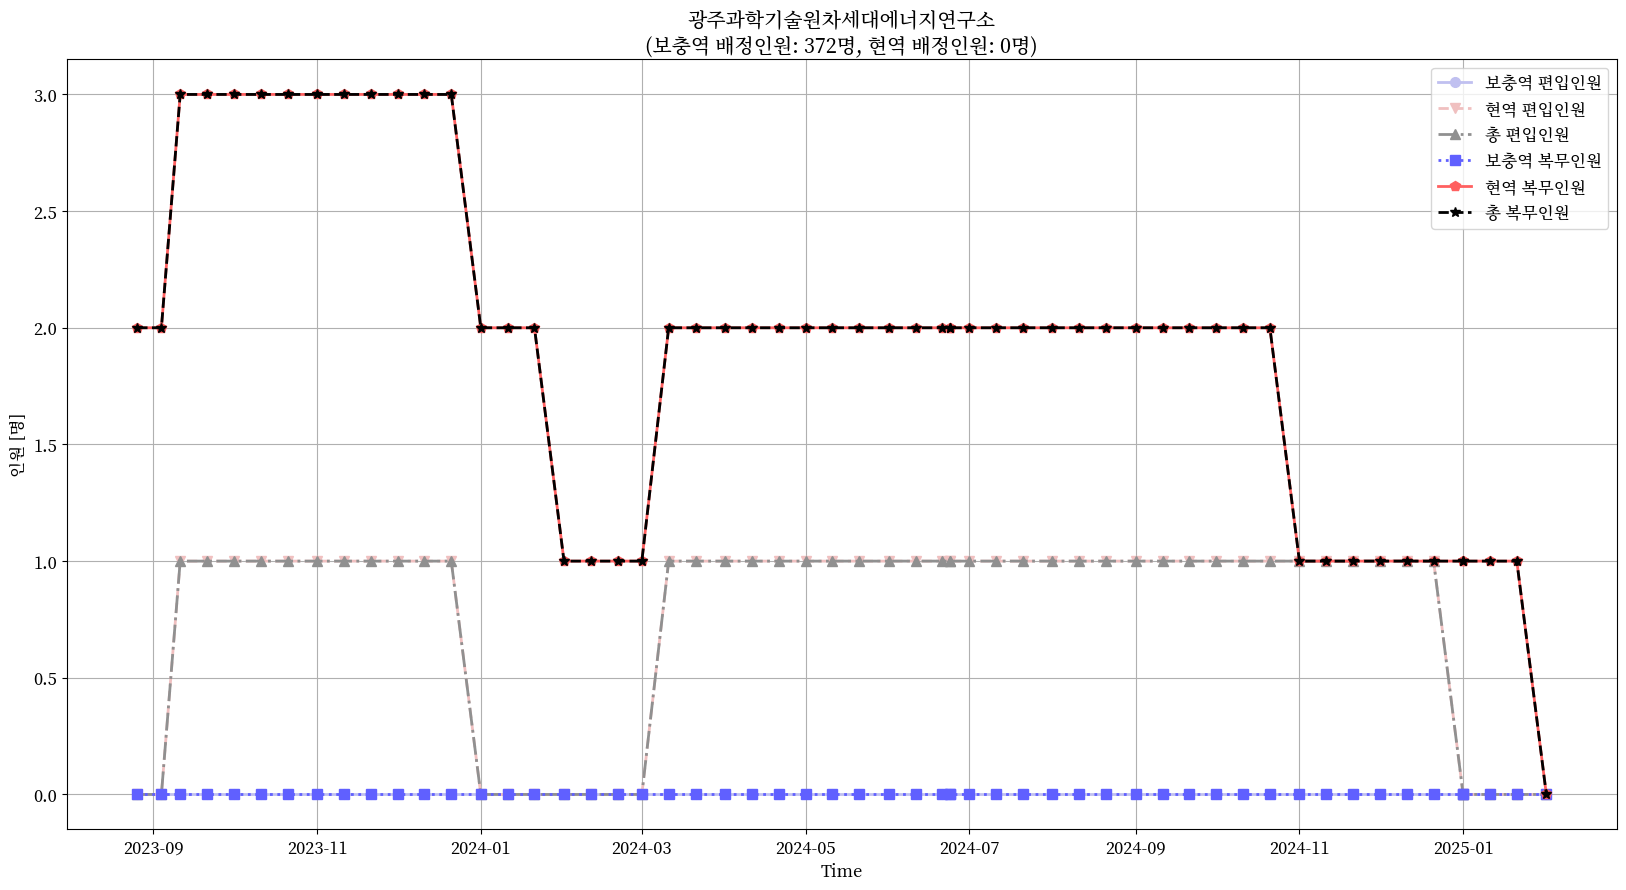 광주과학기술원차세대에너지연구소
(보충역 배정인원: 372명, 현역 배정인원: 0명)
보충역 편입인원
현역 편입인원
총 편입인원
보충역 복무인원
현역 복무인원
총 복무인원
인원 [명]
3.0
2.5
2.0
1.5
1.0
0.5
0.0
2023-09 2023-11 2024-01 2024-03 2024-05 2024-07 2024-09 2024-11 2025-01
Time